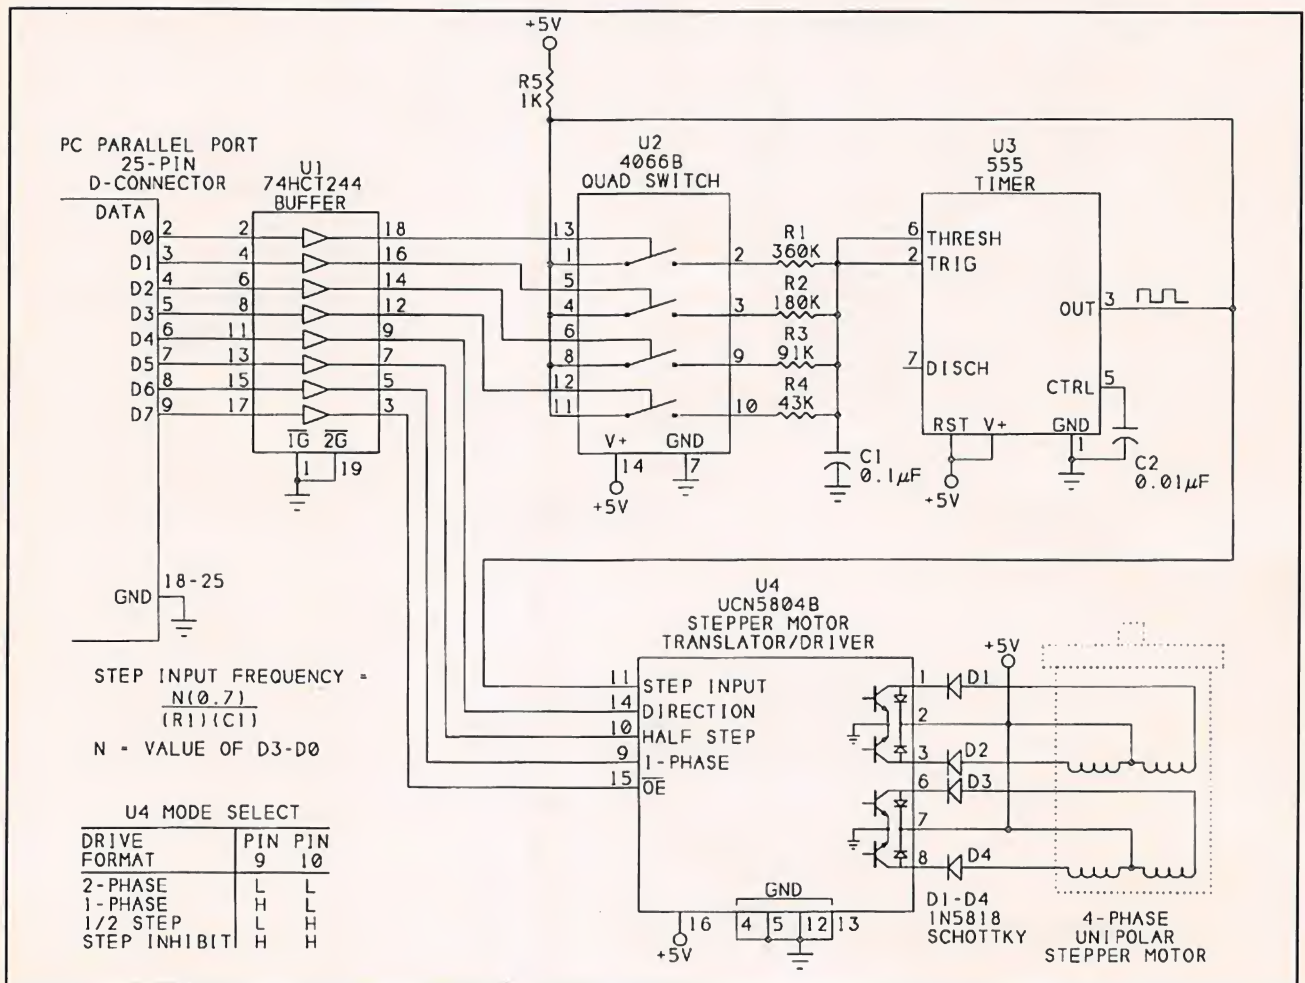 +5V
R5
1K
PC PARALLEL PORT
25-PIN
D-CONNECTOR
DATA
D0 2
D1 3
D2 4
D3 5
D4 6
D5 7
D6 8
D7 9
GND 18-25
U1
74HCT244
BUFFER
2 18
4 16
6 14
8 12
11 9
13 7
15 5
17 3
1G 2G
1 19
U2
4066B
QUAD SWITCH
13
1 2
5
4 3
6
8 9
12
11 10
V+ GND
14 7
+5V
R1
360K
R2
180K
R3
91K
R4
43K
C1
0.1µF
U3
555
TIMER
6 THRESH
2 TRIG
OUT 3
7 DISCH
CTRL 5
RST V+ GND
1
+5V
C2
0.01µF
STEP INPUT FREQUENCY =
N(0.7)
(R1)(C1)
N = VALUE OF D3-D0
U4 MODE SELECT
DRIVE PIN PIN
FORMAT 9 10
2-PHASE L L
1-PHASE H L
1/2 STEP L H
STEP INHIBIT H H
U4
UCN5804B
STEPPER MOTOR
TRANSLATOR/DRIVER
11 STEP INPUT
14 DIRECTION
10 HALF STEP
9 1-PHASE
15 OE
1 D1
2
3 D2
6 D3
7
8 D4
+5V
GND
16 4 5 12 13
+5V
D1-D4
1N5818
SCHOTTKY
4-PHASE
UNIPOLAR
STEPPER MOTOR